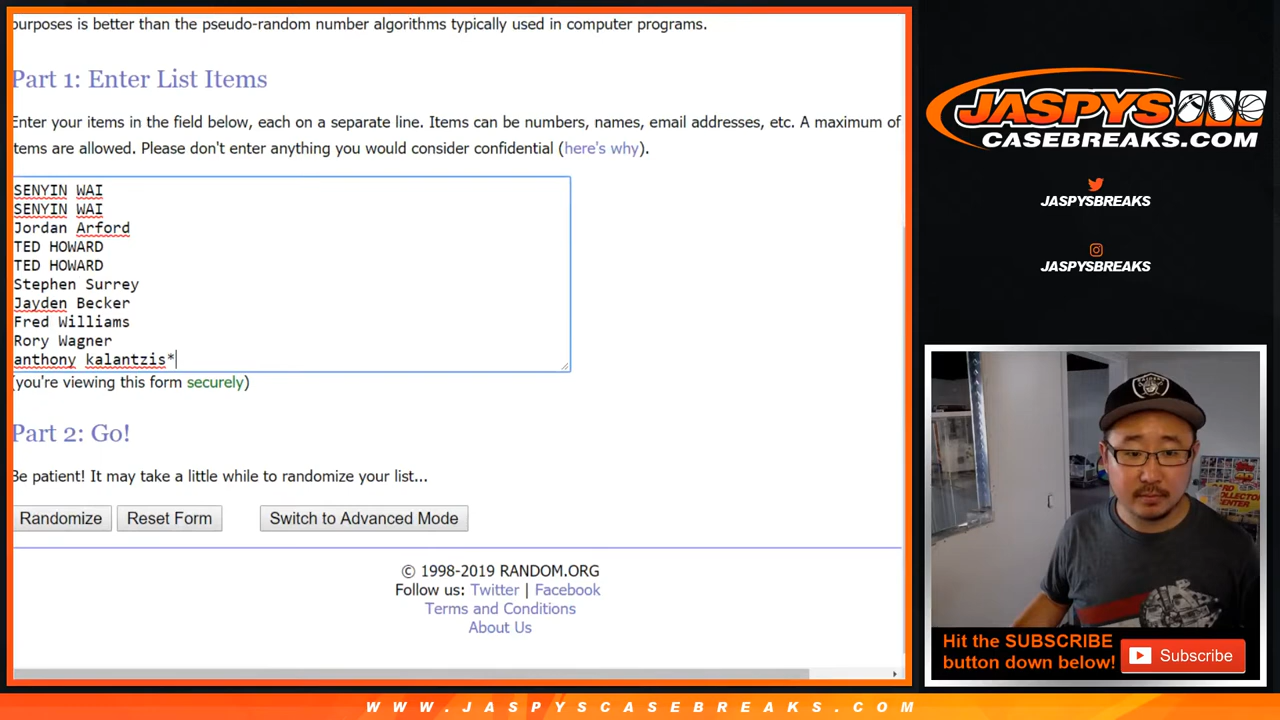 purposes is better than the pseudo-random number algorithms typically used in computer programs.
Part 1: Enter List Items
Enter your items in the field below, each on a separate line. Items can be numbers, names, email addresses, etc. A maximum of
items are allowed. Please don't enter anything you would consider confidential (here's why).
SENYIN WAI
SENYIN WAI
Jordan Arford
TED HOWARD
TED HOWARD
Stephen Surrey
Jayden Becker
Fred Williams
Rory Wagner
anthony kalantzis*
(you're viewing this form securely)
Part 2: Go!
Be patient! It may take a little while to randomize your list...
Randomize Reset Form Switch to Advanced Mode
© 1998-2019 RANDOM.ORG
Follow us: Twitter | Facebook
Terms and Conditions
About Us
JASPYS
CASEBREAKS.COM
JASPYSBREAKS
JASPYSBREAKS
Hit the SUBSCRIBE
button down below!
Subscribe
WWW.JASPYSCASEBREAKS.COM